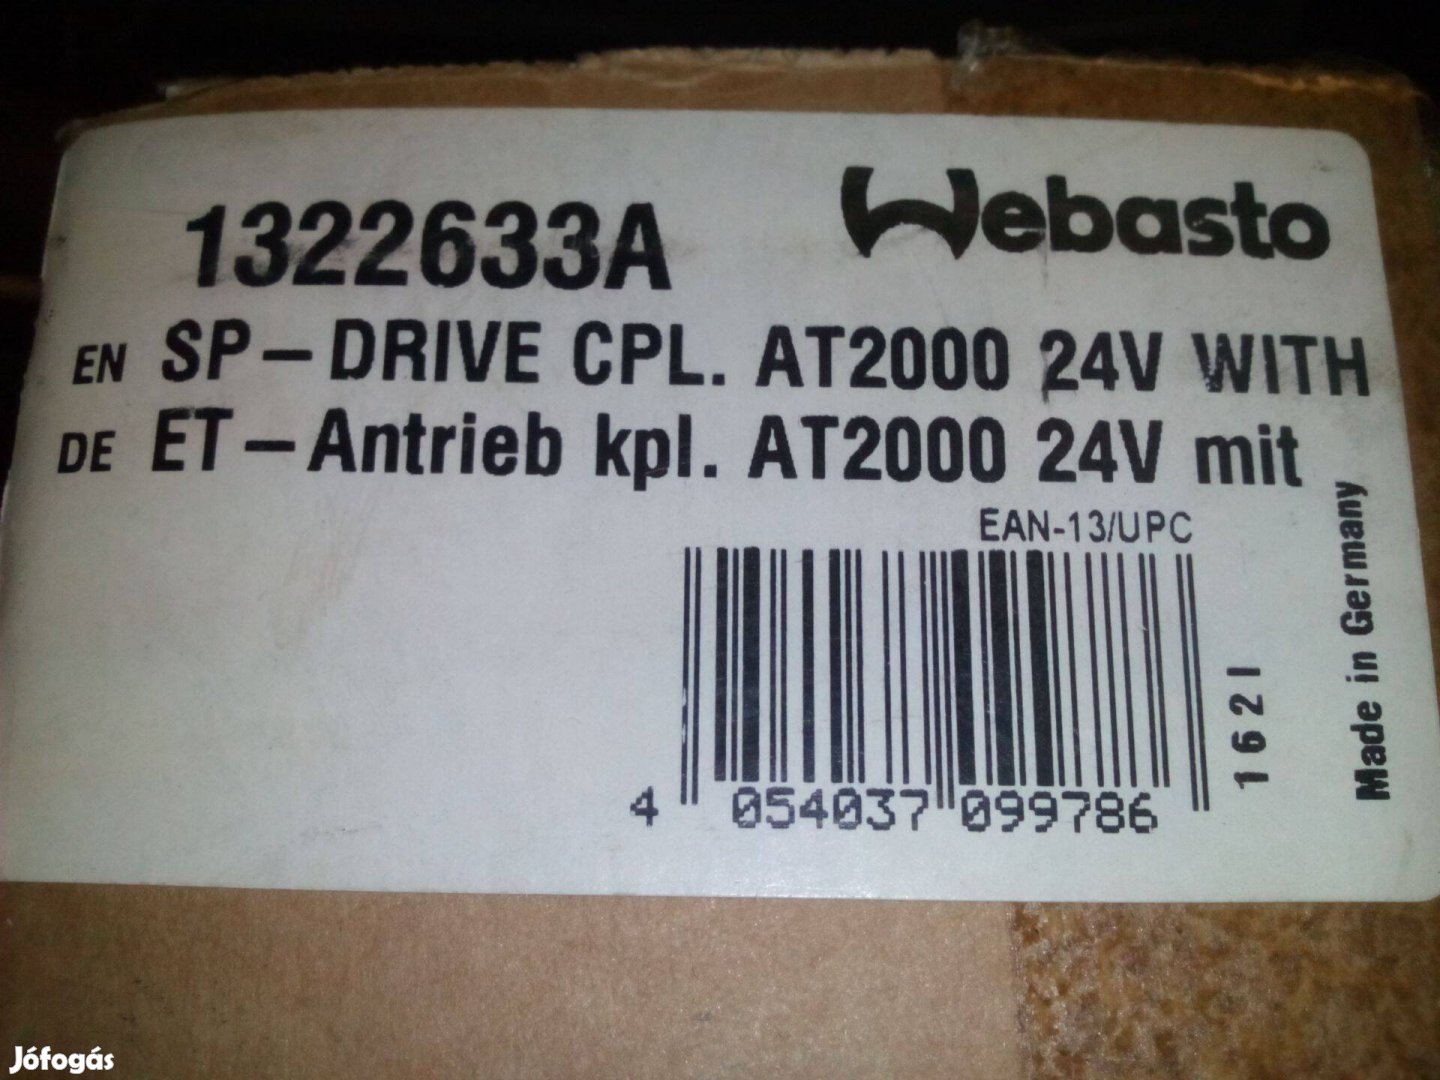 Webasto
1322633A
EN SP-DRIVE CPL. AT2000 24V WITH
DE ET-Antrieb kpl. AT2000 24V mit
EAN-13/UPC
4 054037 099786
1621
Made in Germany
Jófogás